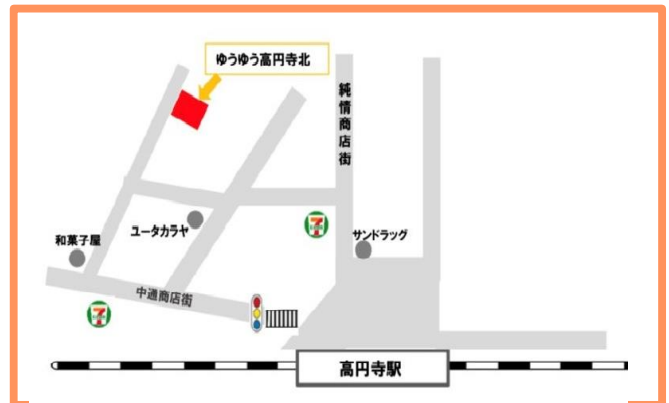 ゆうゆう高円寺北
純情商店街
ユータカラヤ
和菓子屋
サンドラッグ
中通商店街
高円寺駅